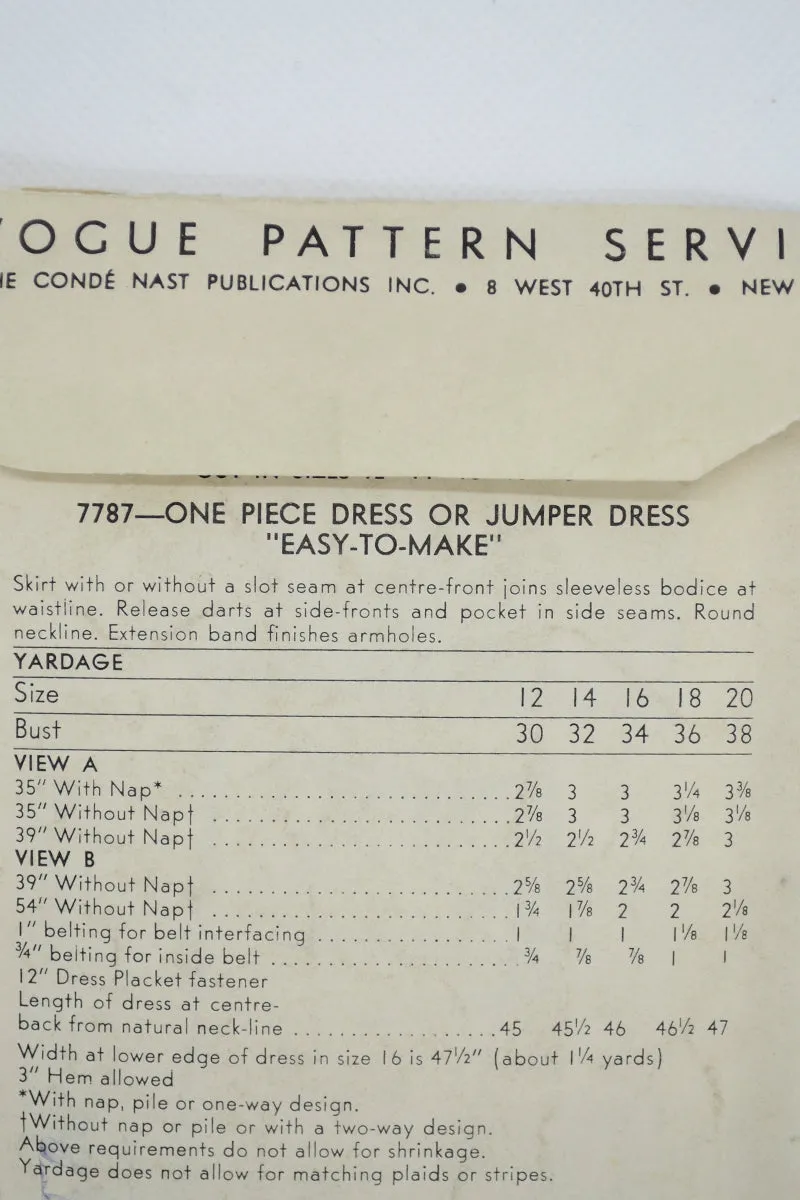 VOGUE PATTERN SERVI
HE CONDÉ NAST PUBLICATIONS INC. • 8 WEST 40TH ST. • NEW
7787—ONE PIECE DRESS OR JUMPER DRESS
"EASY-TO-MAKE"
Skirt with or without a slot seam at centre-front joins sleeveless bodice at
waistline. Release darts at side-fronts and pocket in side seams. Round
neckline. Extension band finishes armholes.
YARDAGE
Size 12 14 16 18 20
Bust 30 32 34 36 38
VIEW A
35" With Nap* ....................................2⅞ 3 3 3¼ 3⅜
35" Without Nap† ................................2⅞ 3 3 3⅛ 3⅛
39" Without Nap† ................................2½ 2½ 2¾ 2⅞ 3
VIEW B
39" Without Nap† ................................2⅝ 2⅝ 2¾ 2⅞ 3
54" Without Nap† ................................1¾ 1⅞ 2 2 2⅛
1" belting for belt interfacing .....................1 1 1 1⅛ 1⅛
¾" belting for inside belt .......................... ¾ ⅞ ⅞ 1 1
12" Dress Placket fastener
Length of dress at centre-
back from natural neck-line ......................45 45½ 46 46½ 47
Width at lower edge of dress in size 16 is 47½" (about 1¼ yards)
3" Hem allowed
*With nap, pile or one-way design.
†Without nap or pile or with a two-way design.
Above requirements do not allow for shrinkage.
Yardage does not allow for matching plaids or stripes.